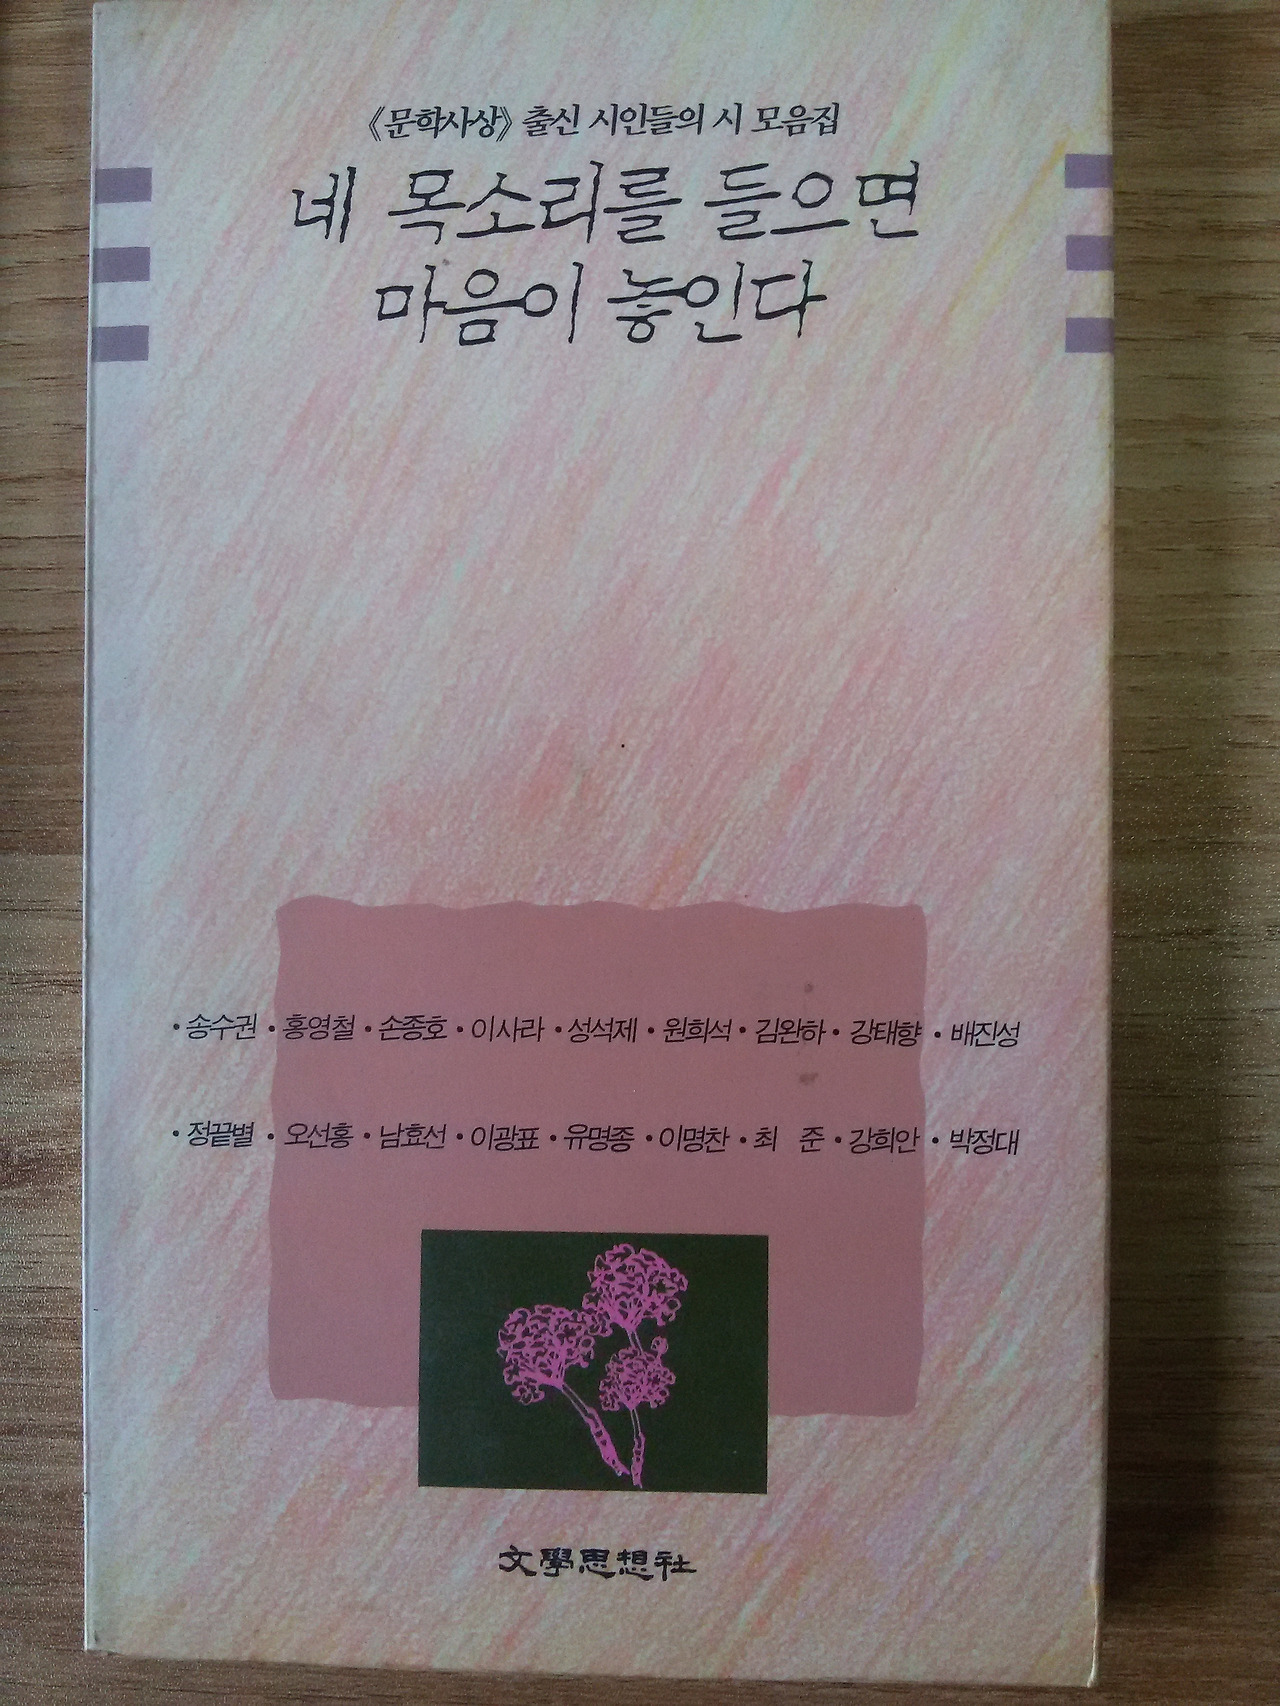 《문학사상》 출신 시인들의 시 모음집
네 목소리를 들으면
마음이 놓인다
·송수권 ·홍영철 ·손종호 ·이사라 ·성석제 ·원희석 ·김완하 ·강태향 ·배진성
·정끝별 ·오선홍 ·남효선 ·이광표 ·유명종 ·이명찬 ·최 준 ·강희안 ·박정대
文學思想社